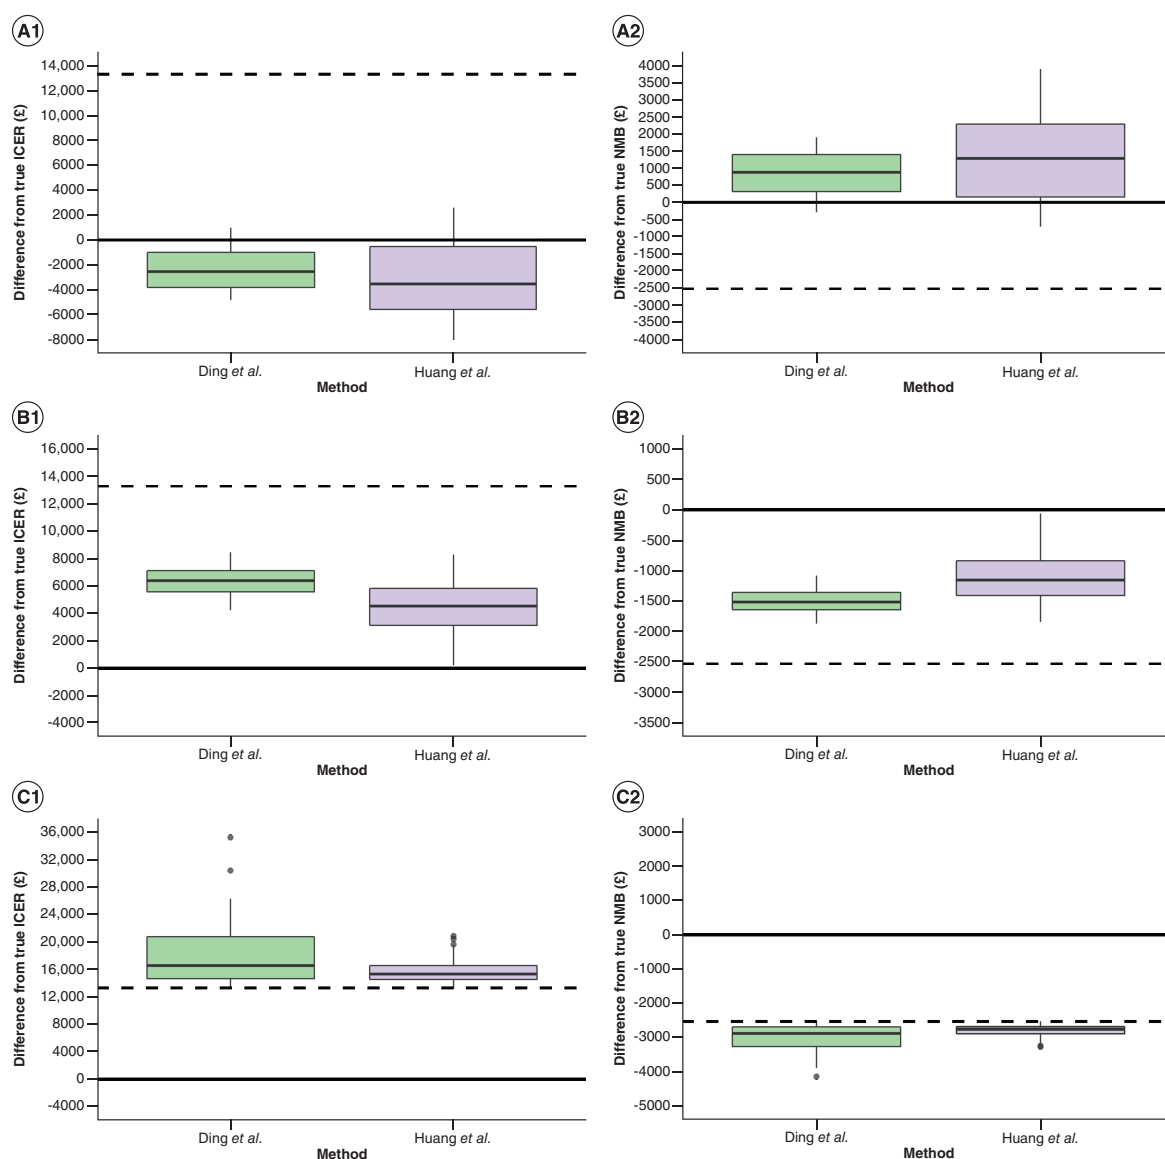 A1
Difference from true ICER (£)
14,000
12,000
10,000
8000
6000
4000
2000
0
-2000
-4000
-6000
-8000
Ding et al.
Huang et al.
Method
A2
Difference from true NMB (£)
4000
3500
3000
2500
2000
1500
1000
500
0
-500
-1000
-1500
-2000
-2500
-3000
-3500
-4000
Ding et al.
Huang et al.
Method
B1
Difference from true ICER (£)
16,000
14,000
12,000
10,000
8000
6000
4000
2000
0
-2000
-4000
Ding et al.
Huang et al.
Method
B2
Difference from true NMB (£)
1000
500
0
-500
-1000
-1500
-2000
-2500
-3000
-3500
Ding et al.
Huang et al.
Method
C1
Difference from true ICER (£)
36,000
32,000
28,000
24,000
20,000
16,000
12,000
8000
4000
0
-4000
Ding et al.
Huang et al.
Method
C2
Difference from true NMB (£)
3000
2000
1000
0
-1000
-2000
-3000
-4000
-5000
Ding et al.
Huang et al.
Method